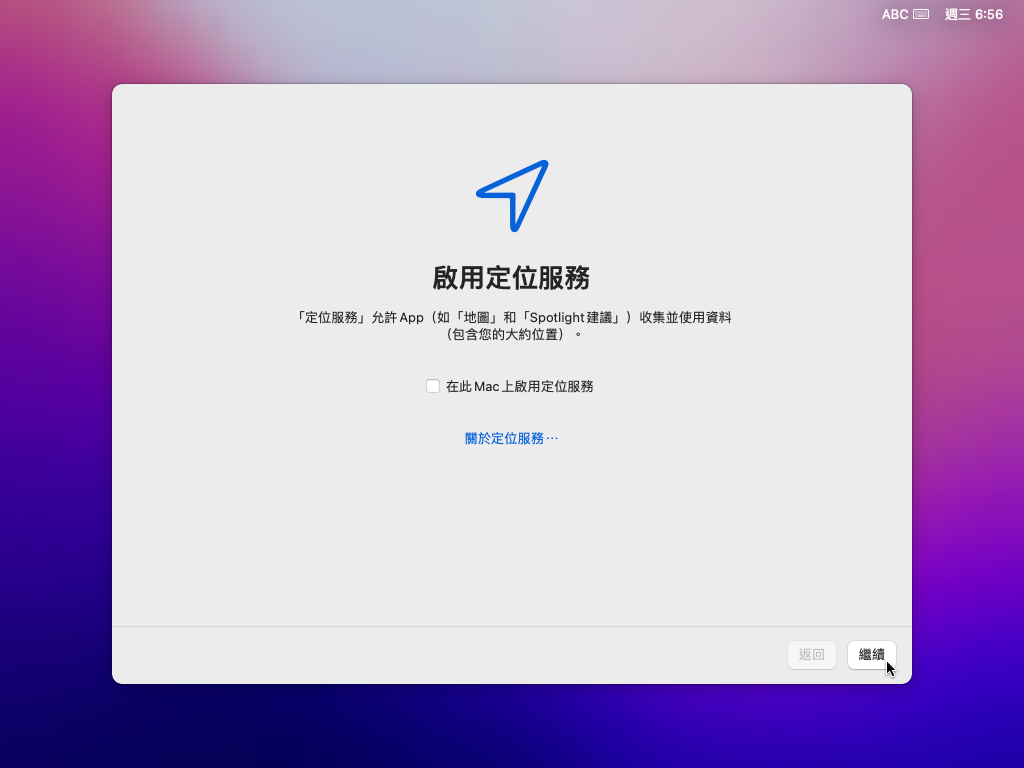 ABC 週三 6:56
啟用定位服務
「定位服務」允許 App（如「地圖」和「Spotlight 建議」）收集並使用資料
（包含您的大約位置）。
在此 Mac 上啟用定位服務
關於定位服務⋯
返回 繼續